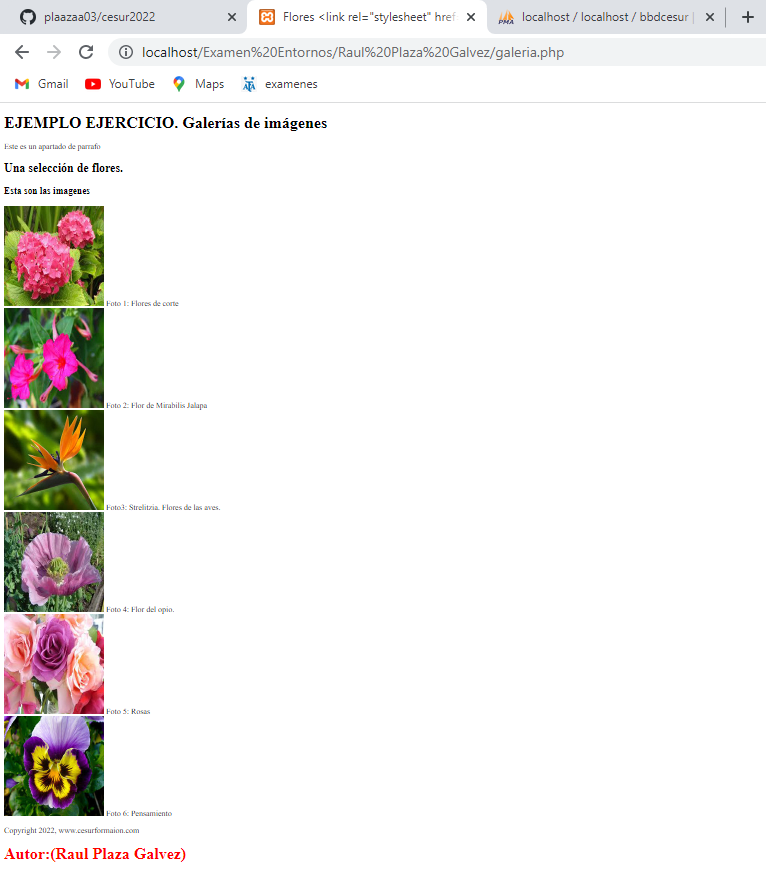 plaazaa03/cesur2022
Flores <link rel="stylesheet" href
localhost / localhost / bbdcesur |
localhost/Examen%20Entornos/Raul%20Plaza%20Galvez/galeria.php
Gmail
YouTube
Maps
examenes
EJEMPLO EJERCICIO. Galerías de imágenes
Este es un apartado de parrafo
Una selección de flores.
Esta son las imagenes
Foto 1: Flores de corte
Foto 2: Flor de Mirabilis Jalapa
Foto3: Strelitzia. Flores de las aves.
Foto 4: Flor del opio.
Foto 5: Rosas
Foto 6: Pensamiento
Copyright 2022, www.cesurformaion.com
Autor:(Raul Plaza Galvez)